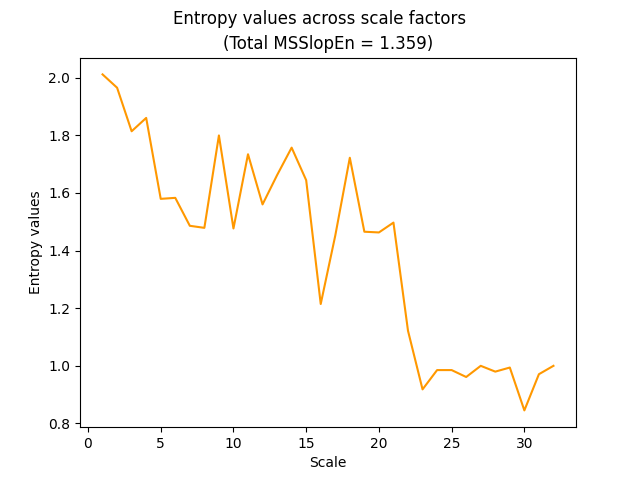 Entropy values across scale factors
(Total MSSlopEn = 1.359)
Entropy values
2.0
1.8
1.6
1.4
1.2
1.0
0.8
0 5 10 15 20 25 30
Scale